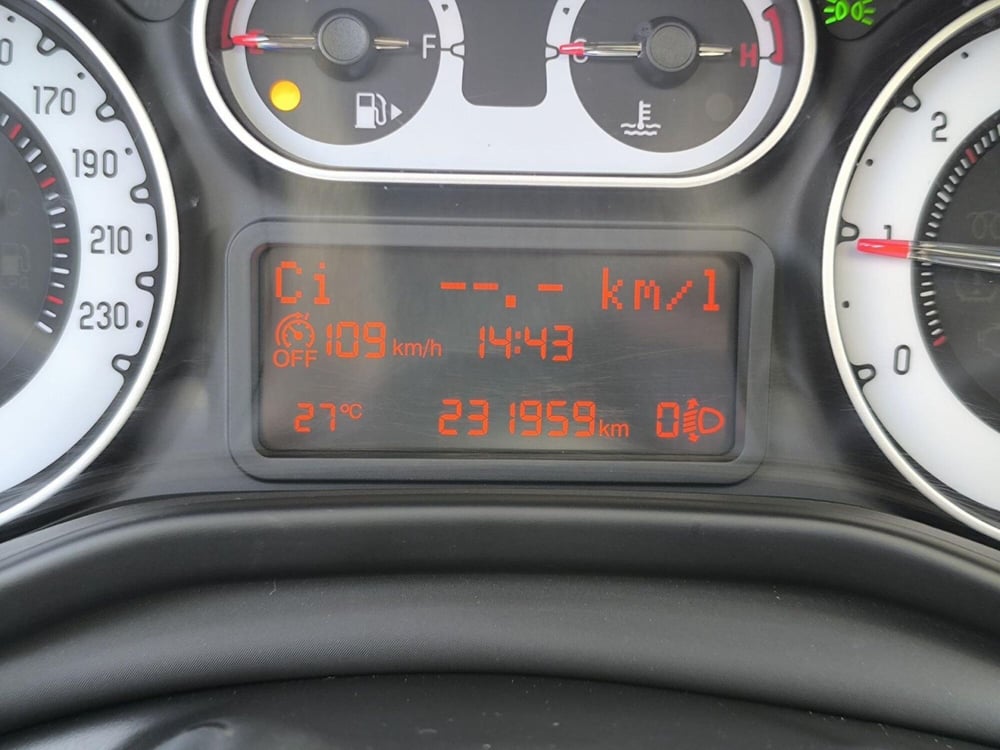 F
C
H
170
190
210
230
2
1
0
Ci --.- km/l
OFF 109 km/h 14:43
27 °C 231959 km 0